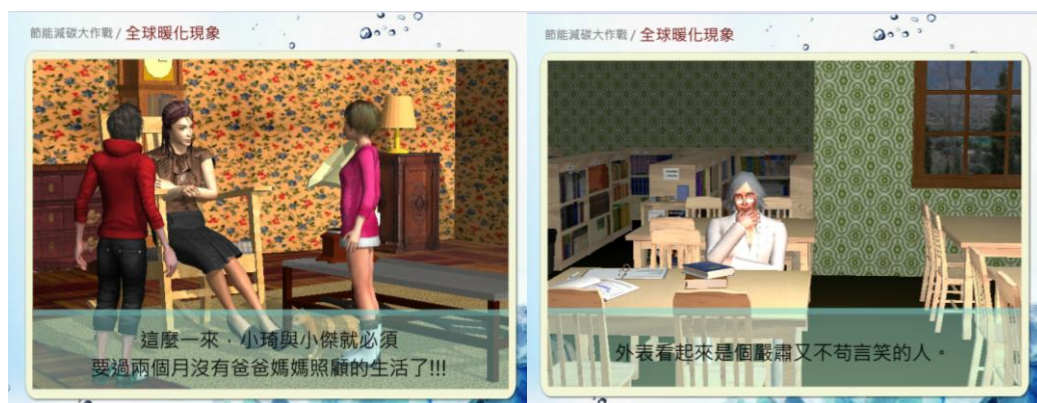 節能減碳大作戰 / 全球暖化現象
這麼一來，小琦與小傑就必須
要過兩個月沒有爸爸媽媽照顧的生活了!!!
節能減碳大作戰 / 全球暖化現象
外表看起來是個嚴肅又不苟言笑的人。